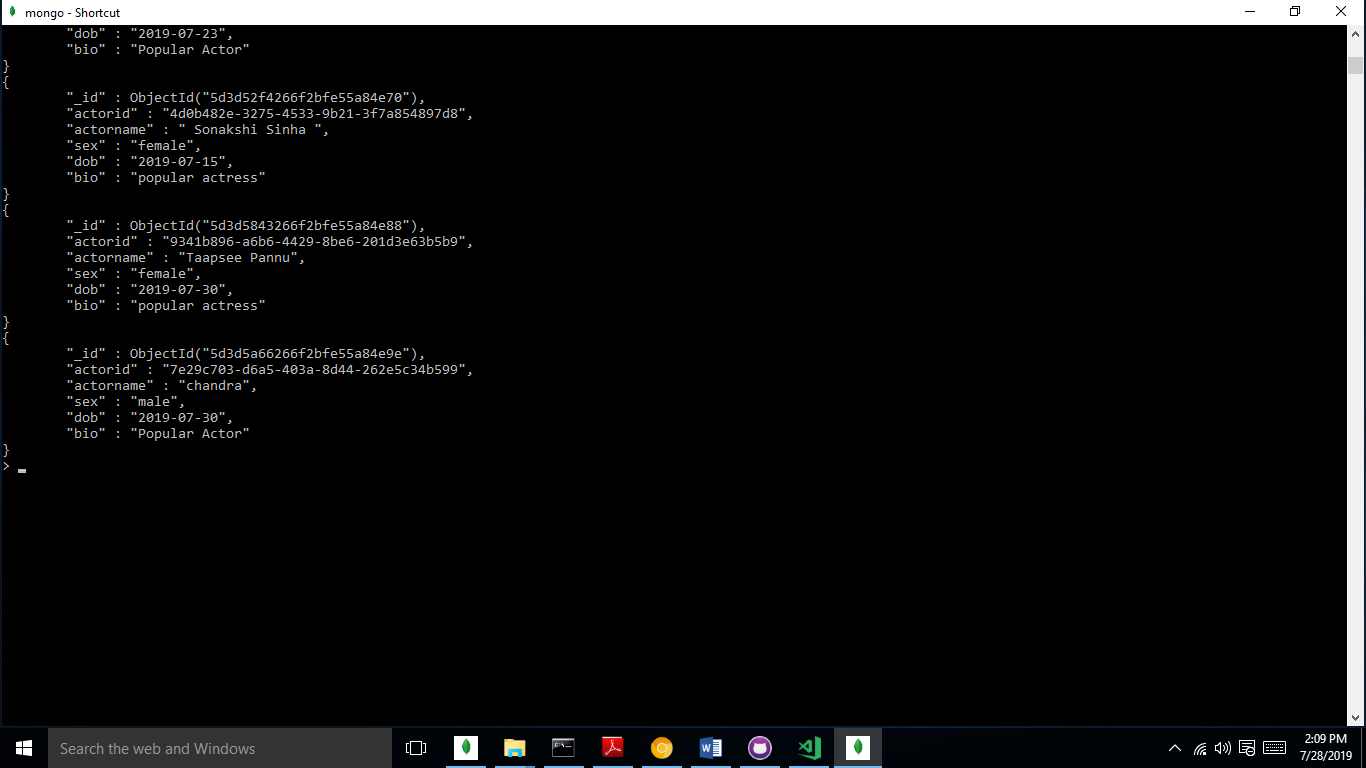 mongo - Shortcut
"dob" : "2019-07-23",
"bio" : "Popular Actor"
}
{
"_id" : ObjectId("5d3d52f4266f2bfe55a84e70"),
"actorid" : "4d0b482e-3275-4533-9b21-3f7a854897d8",
"actorname" : " Sonakshi Sinha ",
"sex" : "female",
"dob" : "2019-07-15",
"bio" : "popular actress"
}
{
"_id" : ObjectId("5d3d5843266f2bfe55a84e88"),
"actorid" : "9341b896-a6b6-4429-8be6-201d3e63b5b9",
"actorname" : "Taapsee Pannu",
"sex" : "female",
"dob" : "2019-07-30",
"bio" : "popular actress"
}
{
"_id" : ObjectId("5d3d5a66266f2bfe55a84e9e"),
"actorid" : "7e29c703-d6a5-403a-8d44-262e5c34b599",
"actorname" : "chandra",
"sex" : "male",
"dob" : "2019-07-30",
"bio" : "Popular Actor"
}
>
Search the web and Windows
2:09 PM
7/28/2019